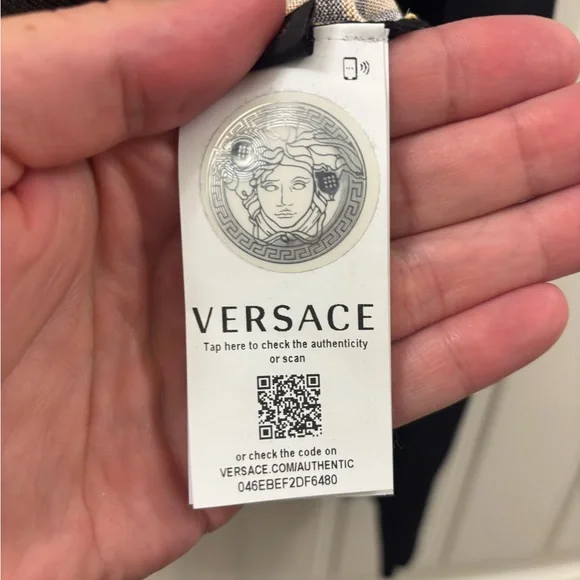 VERSACE
Tap here to check the authenticity
or scan
or check the code on
VERSACE.COM/AUTHENTIC
046EBEF2DF6480